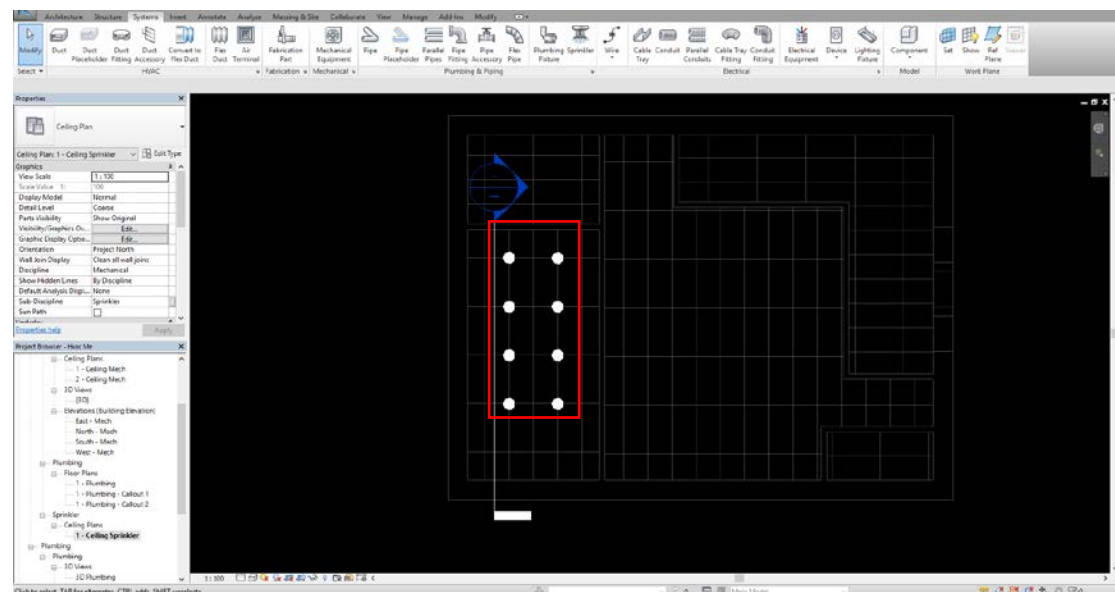 Architecture Structure Systems Insert Annotate Analyze Massing & Site Collaborate View Manage Add-Ins Modify
Modify Duct Duct Placeholder Duct Fitting Duct Accessory Convert to Flex Duct Flex Duct Air Terminal Fabrication Part Mechanical Equipment Pipe Pipe Placeholder Parallel Pipes Pipe Fitting Pipe Accessory Flex Pipe Plumbing Fixture Sprinkler Wire Cable Tray Conduit Parallel Conduits Cable Tray Fitting Conduit Fitting Electrical Equipment Device Lighting Fixture Component Set Show Ref Plane
Select HVAC Fabrication Mechanical Plumbing & Piping Electrical Model Work Plane
Properties
Ceiling Plan
Ceiling Plan: 1 - Ceiling Sprinkler Edit Type
Graphics
View Scale 1 : 100
Scale Value 1: 100
Display Model Normal
Detail Level Coarse
Parts Visibility Show Original
Visibility/Graphics Ov... Edit...
Graphic Display Optio... Edit...
Orientation Project North
Wall Join Display Clean all wall joins
Discipline Mechanical
Show Hidden Lines By Discipline
Default Analysis Displ... None
Sub-Discipline Sprinkler
Sun Path
Properties help Apply
Project Browser - Hvac Me
Ceiling Plans
1 - Ceiling Mech
2 - Ceiling Mech
3D Views
{3D}
Elevations (Building Elevation)
East - Mech
North - Mech
South - Mech
West - Mech
Plumbing
Floor Plans
1 - Plumbing
1 - Plumbing - Callout 1
1 - Plumbing - Callout 2
Sprinkler
Ceiling Plans
1 - Ceiling Sprinkler
Plumbing
Plumbing
3D Views
3D Plumbing
1 : 100
Main Model